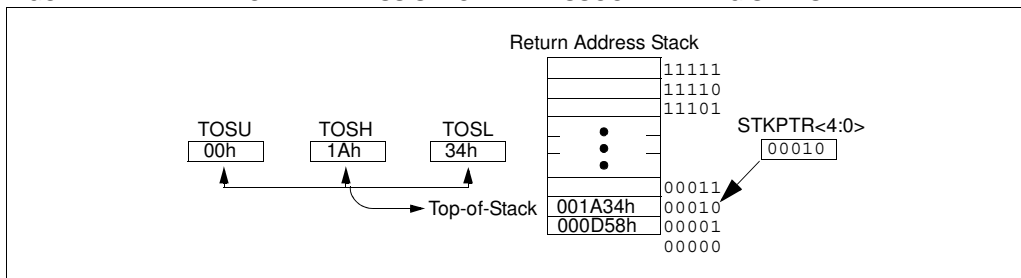 Return Address Stack
11111
11110
11101
TOSU TOSH TOSL
00h 1Ah 34h
STKPTR<4:0>
00010
00011
Top-of-Stack 001A34h 00010
000D58h 00001
00000